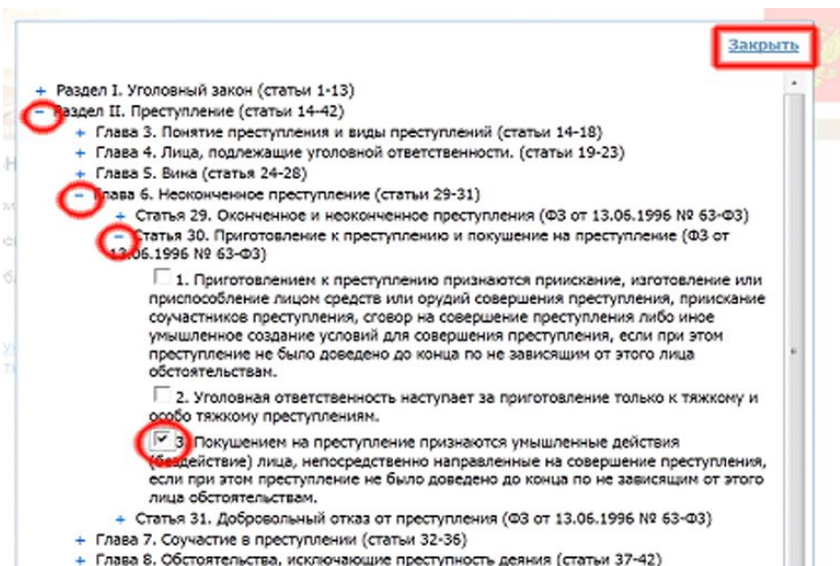 Закрыть
+ Раздел I. Уголовный закон (статьи 1-13)
− Раздел II. Преступление (статьи 14-42)
+ Глава 3. Понятие преступления и виды преступлений (статьи 14-18)
+ Глава 4. Лица, подлежащие уголовной ответственности. (статьи 19-23)
+ Глава 5. Вина (статья 24-28)
− Глава 6. Неоконченное преступление (статьи 29-31)
+ Статья 29. Оконченное и неоконченное преступления (ФЗ от 13.06.1996 № 63-ФЗ)
− Статья 30. Приготовление к преступлению и покушение на преступление (ФЗ от
13.06.1996 № 63-ФЗ)
1. Приготовлением к преступлению признаются приискание, изготовление или
приспособление лицом средств или орудий совершения преступления, приискание
соучастников преступления, сговор на совершение преступления либо иное
умышленное создание условий для совершения преступления, если при этом
преступление не было доведено до конца по не зависящим от этого лица
обстоятельствам.
2. Уголовная ответственность наступает за приготовление только к тяжкому и
особо тяжкому преступлениям.
3. Покушением на преступление признаются умышленные действия
(бездействие) лица, непосредственно направленные на совершение преступления,
если при этом преступление не было доведено до конца по не зависящим от этого
лица обстоятельствам.
+ Статья 31. Добровольный отказ от преступления (ФЗ от 13.06.1996 № 63-ФЗ)
+ Глава 7. Соучастие в преступлении (статьи 32-36)
+ Глава 8. Обстоятельства, исключающие преступность деяния (статьи 37-42)